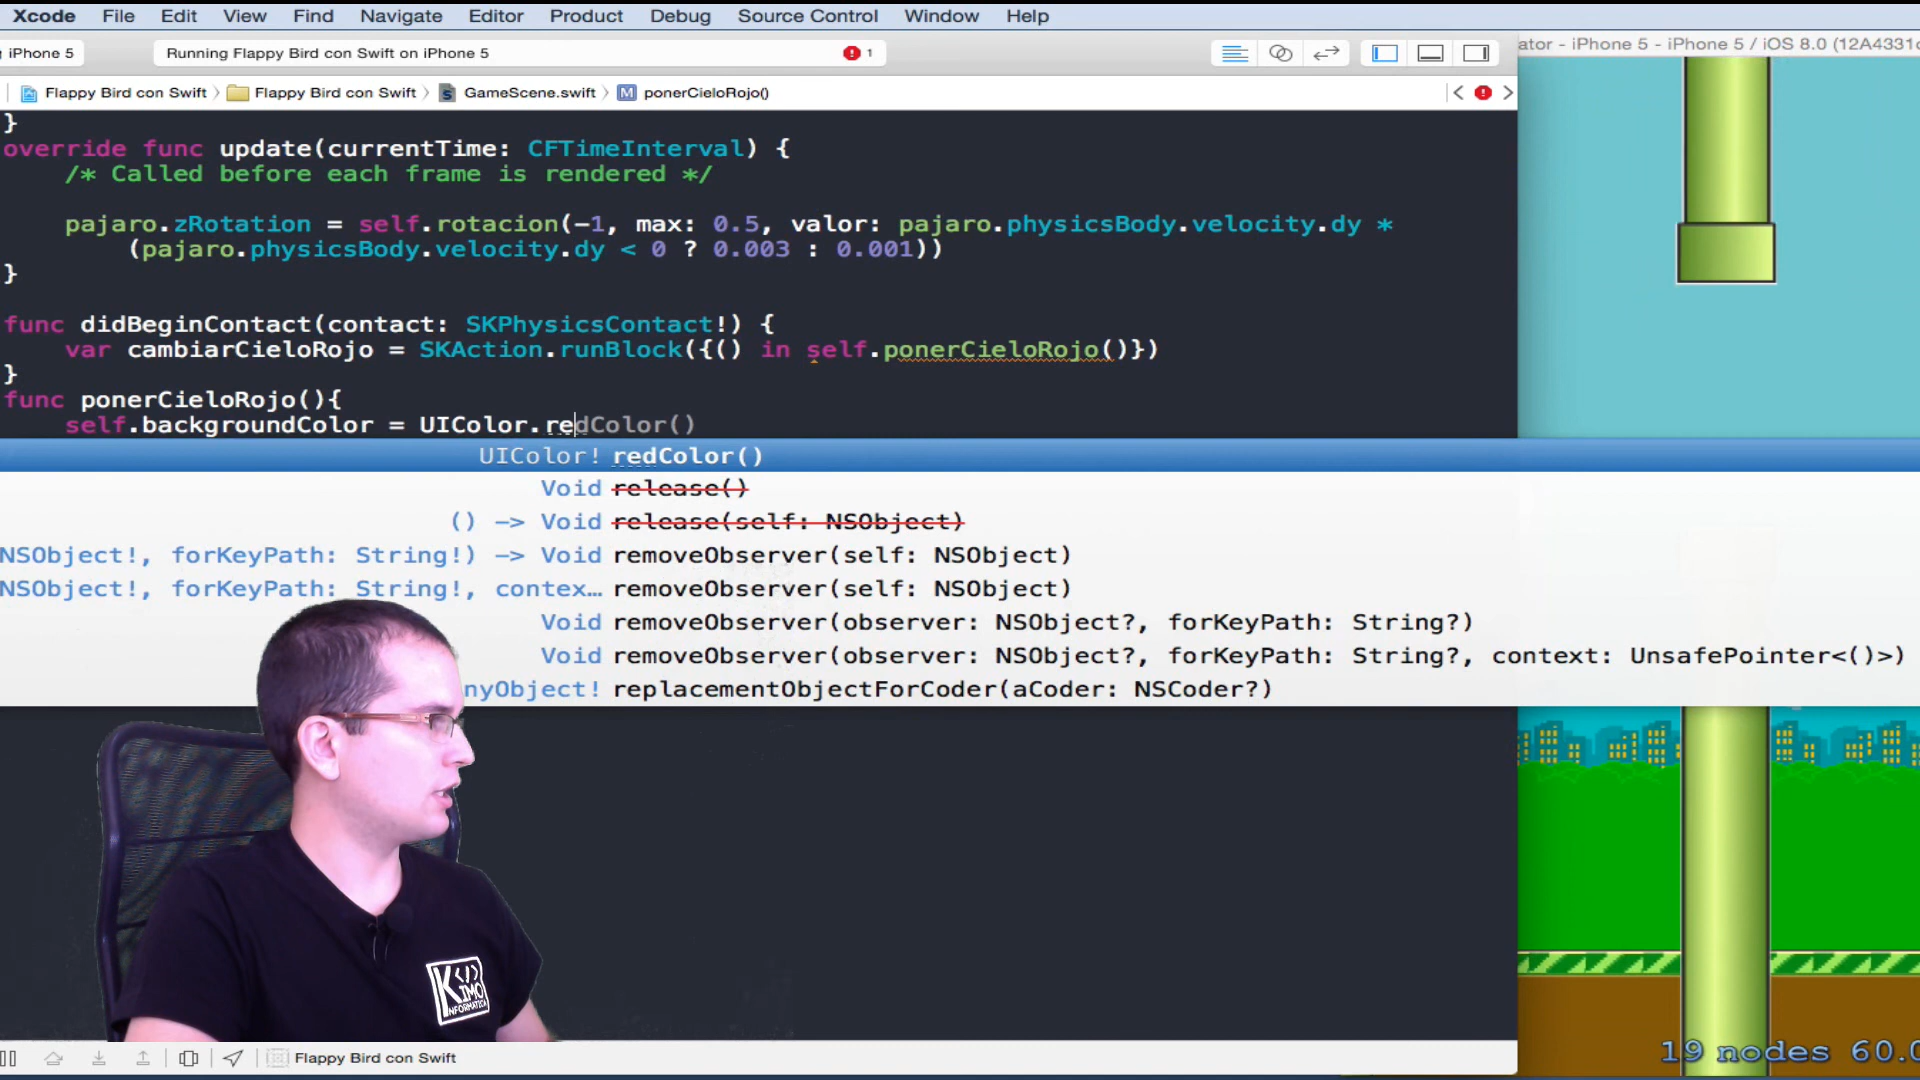 Xcode File Edit View Find Navigate Editor Product Debug Source Control Window Help
iPhone 5
Running Flappy Bird con Swift on iPhone 5
1
ator - iPhone 5 - iPhone 5 / iOS 8.0 (12A4331
Flappy Bird con Swift Flappy Bird con Swift GameScene.swift M ponerCieloRojo()
}
override func update(currentTime: CFTimeInterval) {
/* Called before each frame is rendered */
pajaro.zRotation = self.rotacion(-1, max: 0.5, valor: pajaro.physicsBody.velocity.dy *
(pajaro.physicsBody.velocity.dy < 0 ? 0.003 : 0.001))
}
func didBeginContact(contact: SKPhysicsContact!) {
var cambiarCieloRojo = SKAction.runBlock({() in self.ponerCieloRojo()})
}
func ponerCieloRojo(){
self.backgroundColor = UIColor.redColor()
UIColor! redColor()
Void release()
() -> Void release(self: NSObject)
NSObject!, forKeyPath: String!) -> Void removeObserver(self: NSObject)
NSObject!, forKeyPath: String!, contex… removeObserver(self: NSObject)
Void removeObserver(observer: NSObject?, forKeyPath: String?)
Void removeObserver(observer: NSObject?, forKeyPath: String?, context: UnsafePointer<()>)
nyObject! replacementObjectForCoder(aCoder: NSCoder?)
KIMO
INFORMATICA
Flappy Bird con Swift
19 nodes 60.0